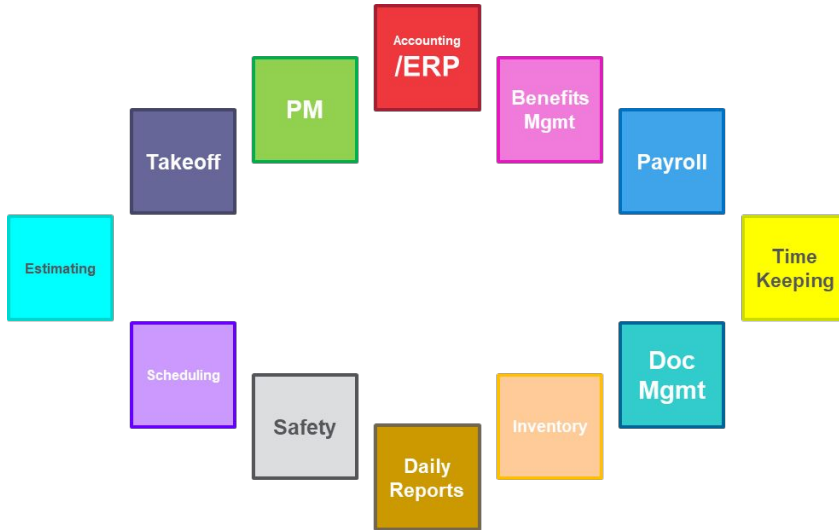 Accounting
/ERP
PM
Benefits
Mgmt
Takeoff
Payroll
Estimating
Time
Keeping
Scheduling
Doc
Mgmt
Safety
Inventory
Daily
Reports